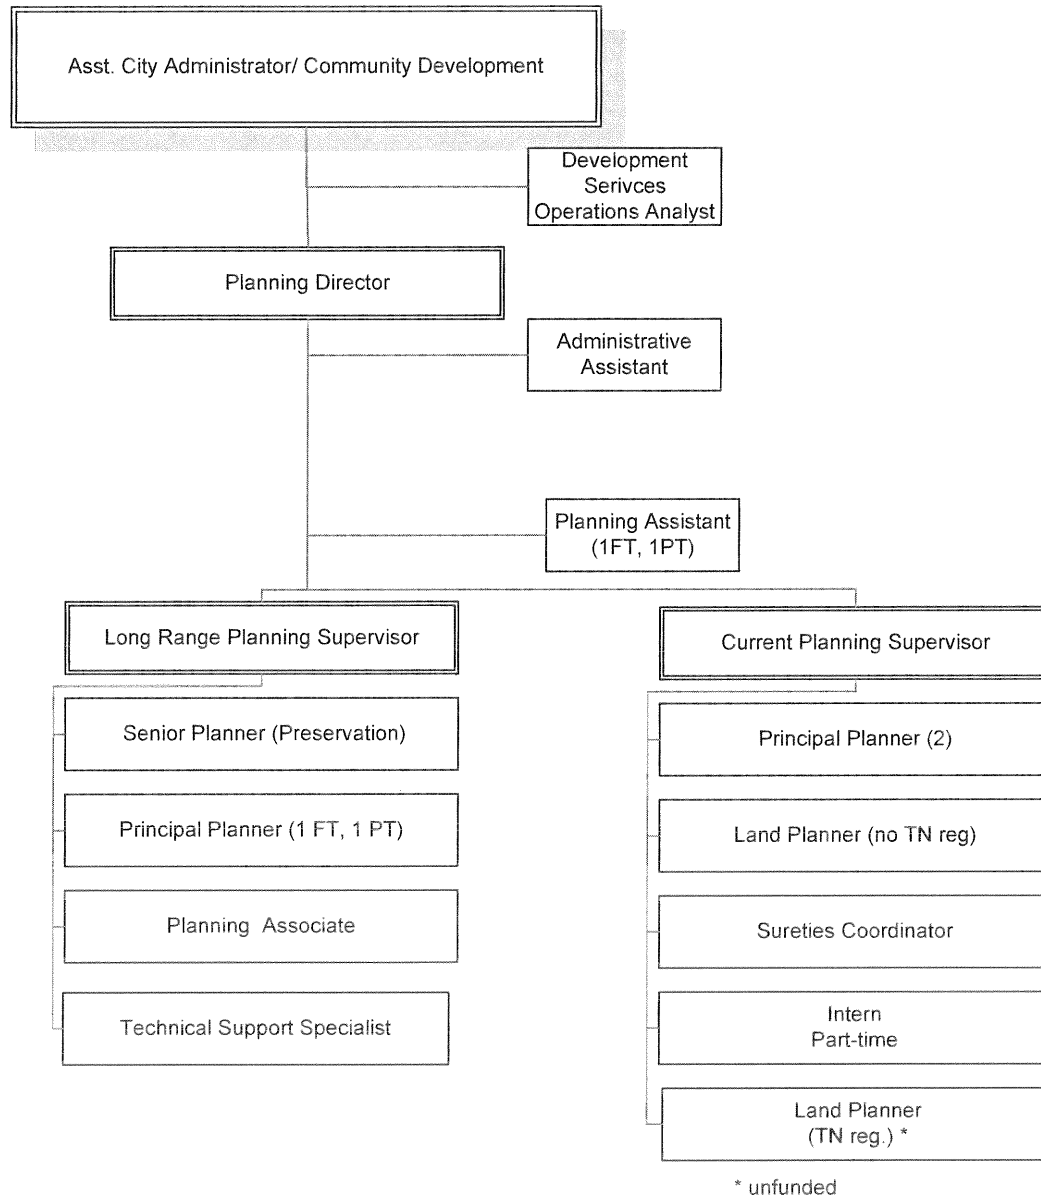 Asst. City Administrator/ Community Development
Development
Serivces
Operations Analyst
Planning Director
Administrative
Assistant
Planning Assistant
(1FT, 1PT)
Long Range Planning Supervisor
Senior Planner (Preservation)
Principal Planner (1 FT, 1 PT)
Planning Associate
Technical Support Specialist
Current Planning Supervisor
Principal Planner (2)
Land Planner (no TN reg)
Sureties Coordinator
Intern
Part-time
Land Planner
(TN reg.) *
* unfunded